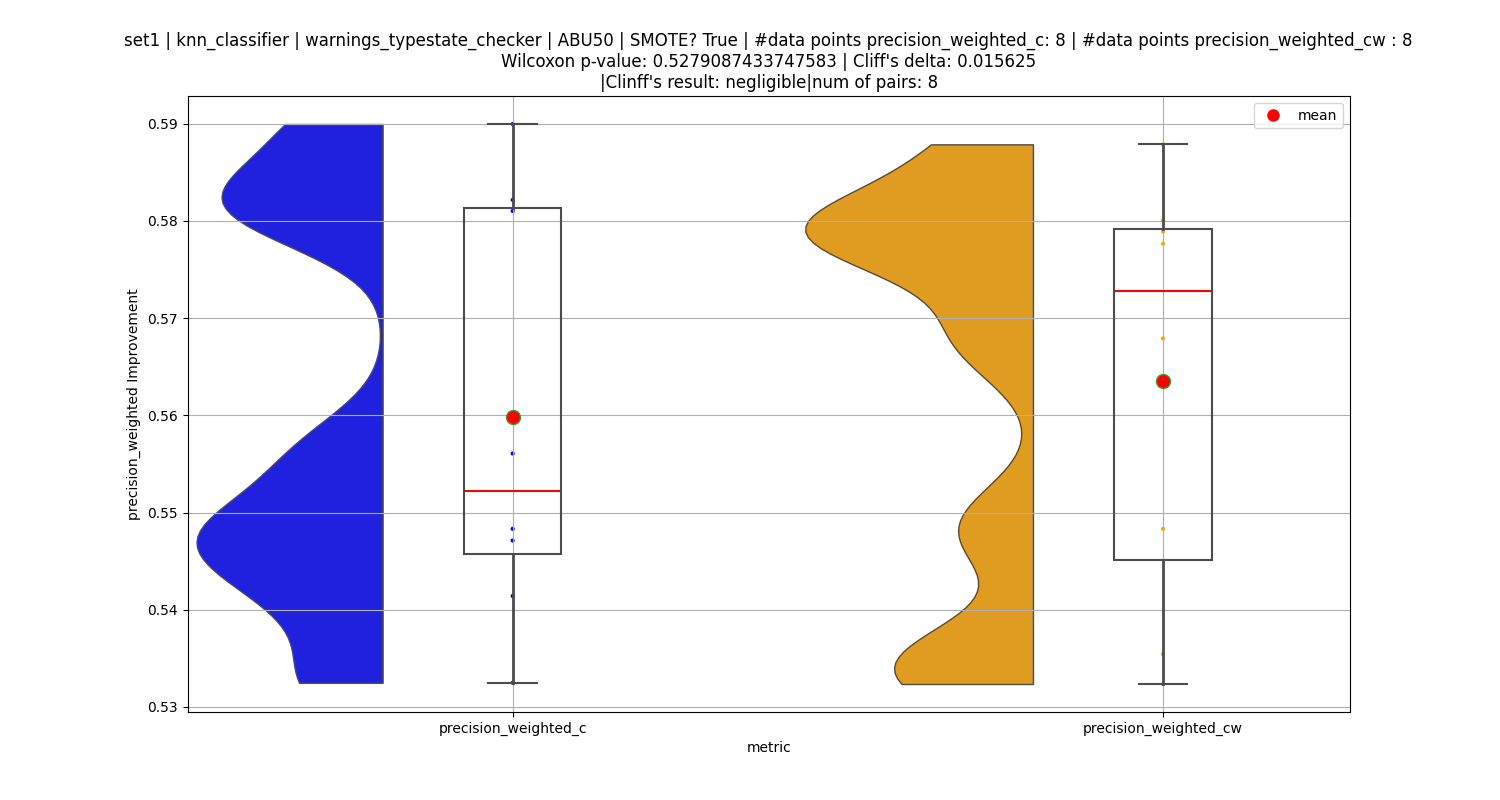 set1 | knn_classifier | warnings_typestate_checker | ABU50 | SMOTE? True | #data points precision_weighted_c: 8 | #data points precision_weighted_cw : 8
Wilcoxon p-value: 0.5279087433747583 | Cliff's delta: 0.015625
|Clinff's result: negligible|num of pairs: 8
mean
precision_weighted Improvement
0.59
0.58
0.57
0.56
0.55
0.54
0.53
precision_weighted_c
precision_weighted_cw
metric